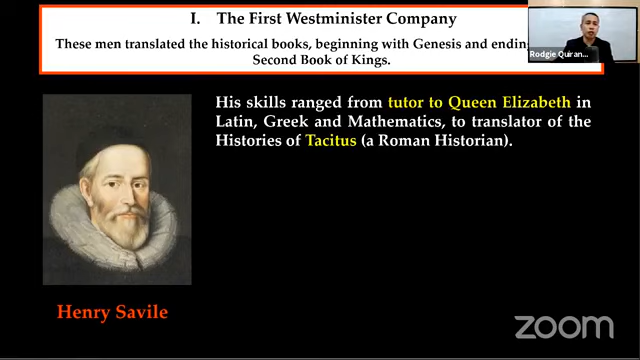 I. The First Westminister Company
These men translated the historical books, beginning with Genesis and ending
Second Book of Kings.
Rodgie Quiran...
His skills ranged from tutor to Queen Elizabeth in
Latin, Greek and Mathematics, to translator of the
Histories of Tacitus (a Roman Historian).
Henry Savile
zoom